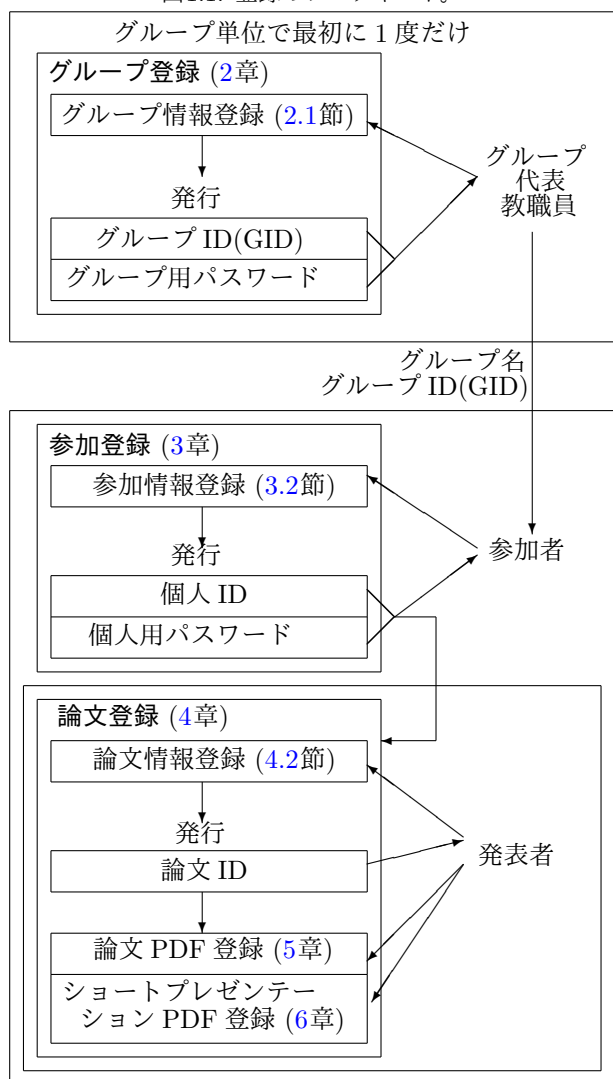 グループ単位で最初に1度だけ
グループ登録 (2章)
グループ情報登録 (2.1節)
発行
グループ ID(GID)
グループ用パスワード
グループ
代表
教職員
グループ名
グループ ID(GID)
参加登録 (3章)
参加情報登録 (3.2節)
発行
個人 ID
個人用パスワード
参加者
論文登録 (4章)
論文情報登録 (4.2節)
発行
論文 ID
発表者
論文 PDF 登録 (5章)
ショートプレゼンテー
ション PDF 登録 (6章)